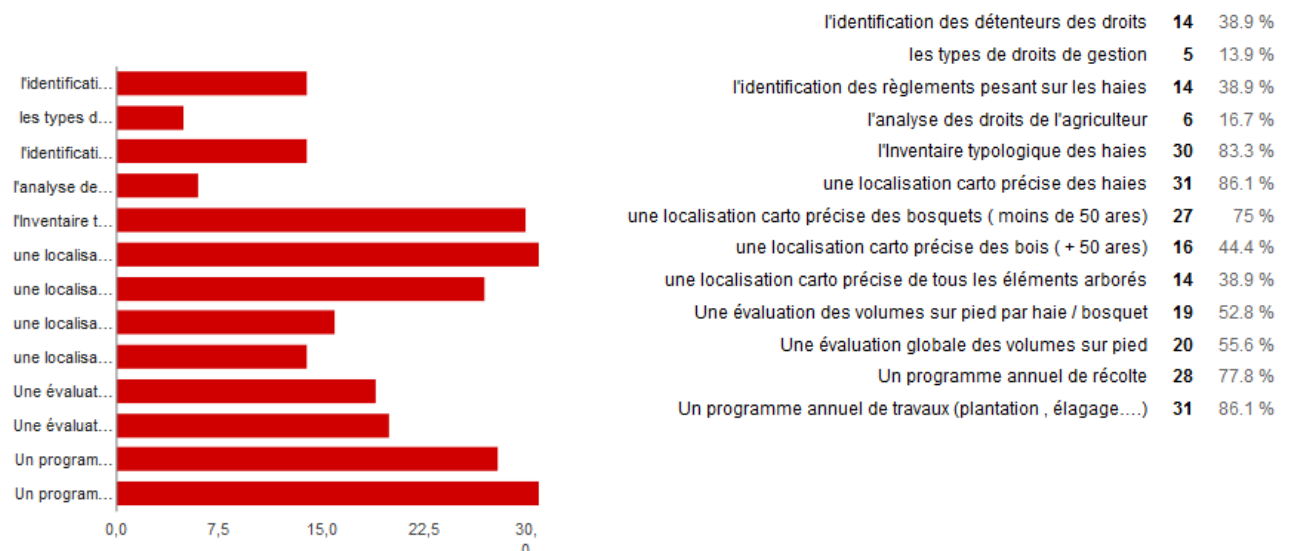 l'identificati...
les types d...
l'identificati...
l'analyse de...
l'Inventaire t...
une localisa...
une localisa...
une localisa...
une localisa...
Une évaluat...
Une évaluat...
Un program...
Un program...
0,0 7,5 15,0 22,5 30,
0
l'identification des détenteurs des droits 14 38.9 %
les types de droits de gestion 5 13.9 %
l'identification des règlements pesant sur les haies 14 38.9 %
l'analyse des droits de l'agriculteur 6 16.7 %
l'Inventaire typologique des haies 30 83.3 %
une localisation carto précise des haies 31 86.1 %
une localisation carto précise des bosquets ( moins de 50 ares) 27 75 %
une localisation carto précise des bois ( + 50 ares) 16 44.4 %
une localisation carto précise de tous les éléments arborés 14 38.9 %
Une évaluation des volumes sur pied par haie / bosquet 19 52.8 %
Une évaluation globale des volumes sur pied 20 55.6 %
Un programme annuel de récolte 28 77.8 %
Un programme annuel de travaux (plantation , élagage....) 31 86.1 %